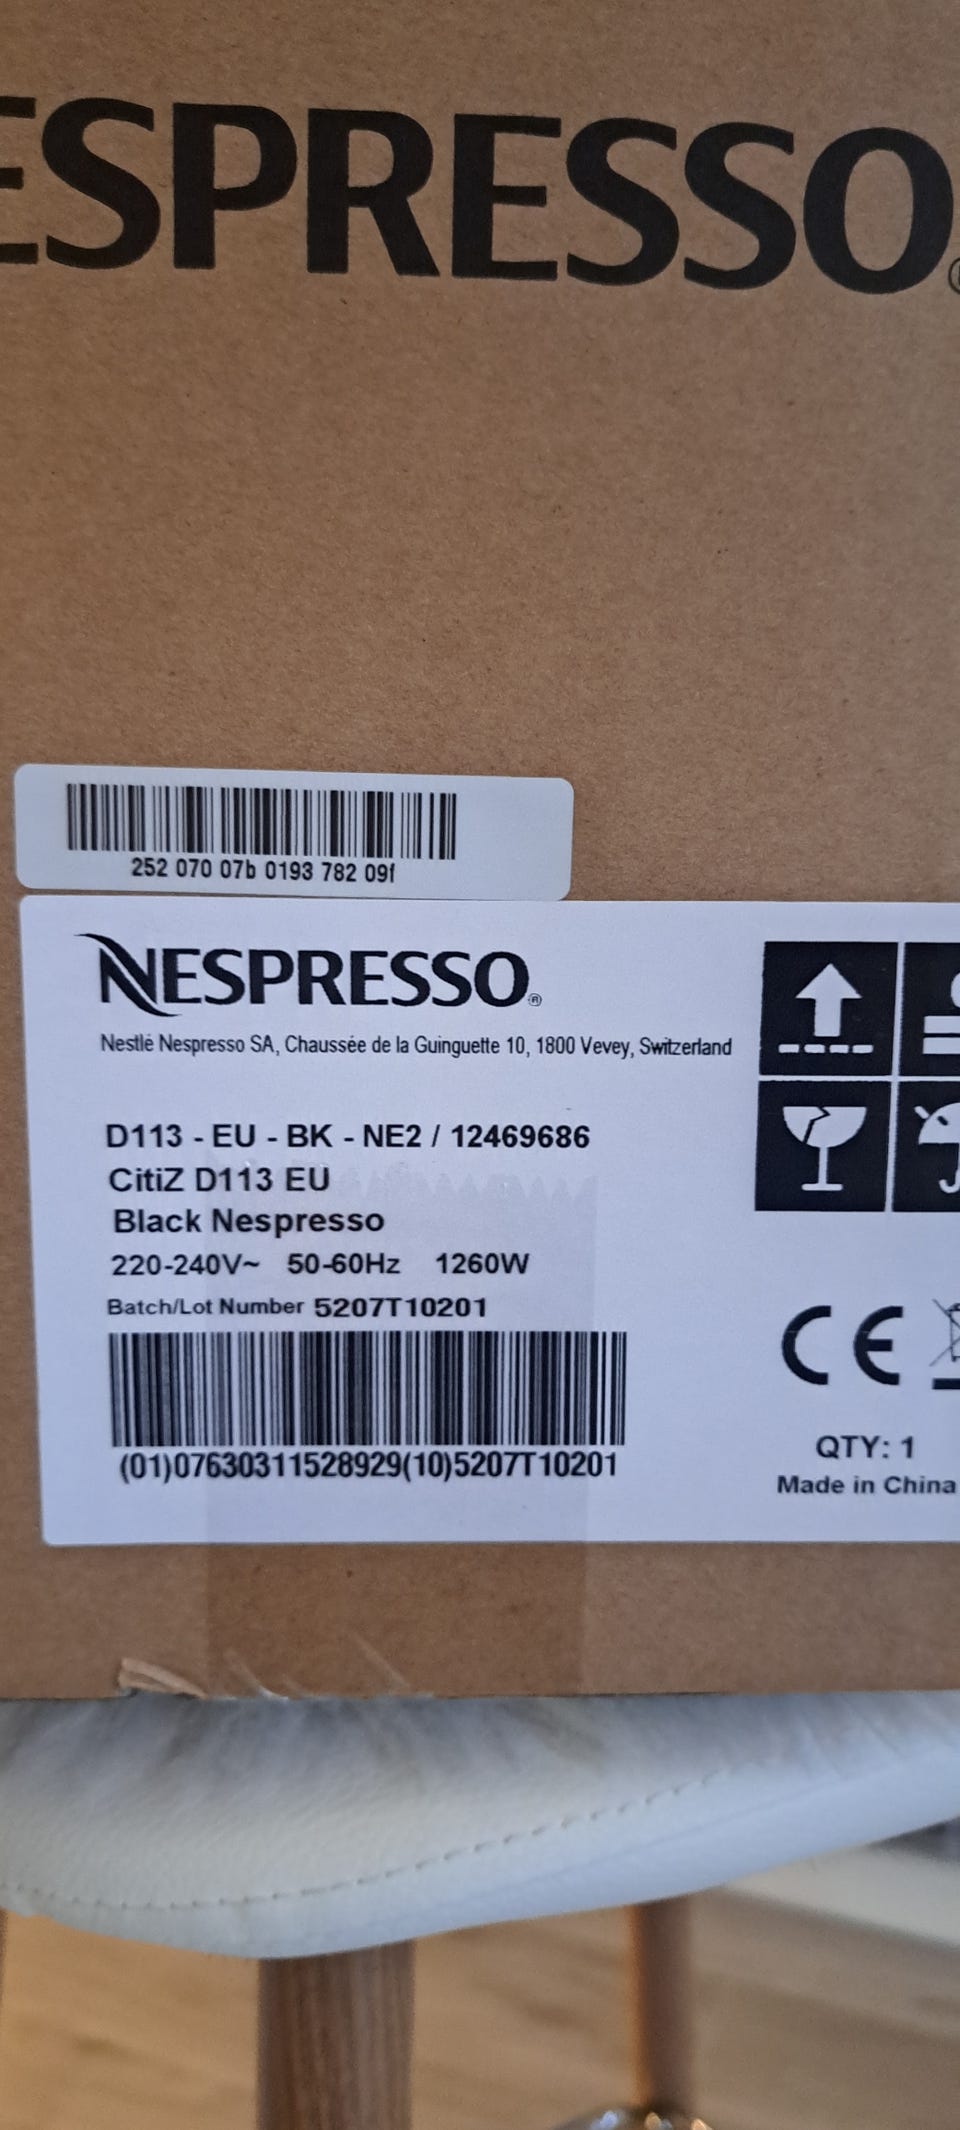 ESPRESSO
252 070 07b 0193 782 09f
NESPRESSO®
Nestlé Nespresso SA, Chaussée de la Guinguette 10, 1800 Vevey, Switzerland
D113 - EU - BK - NE2 / 12469686
CitiZ D113 EU
Black Nespresso
220-240V~ 50-60Hz 1260W
Batch/Lot Number 5207T10201
(01)07630311528929(10)5207T10201
CE
QTY: 1
Made in China